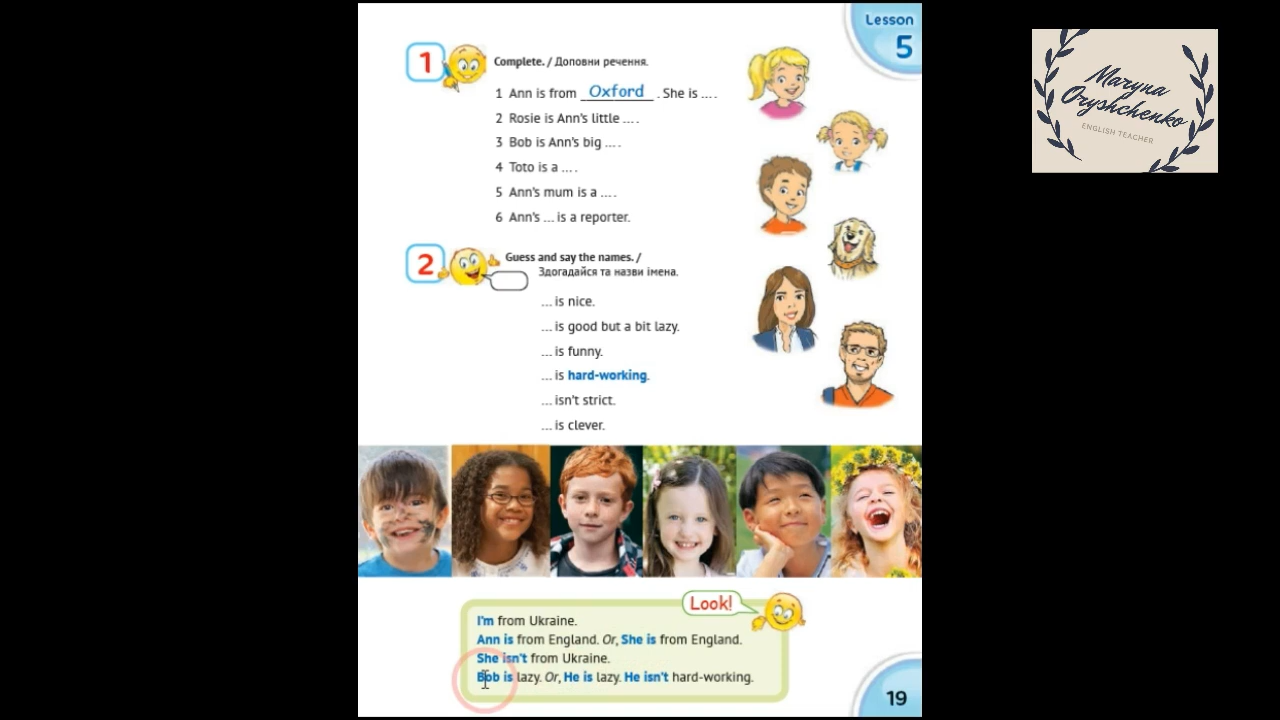 Lesson
5
1
Complete. / Доповни речення.
1 Ann is from Oxford . She is ... .
2 Rosie is Ann's little ... .
3 Bob is Ann's big ... .
4 Toto is a ... .
5 Ann's mum is a ... .
6 Ann's ... is a reporter.
2
Guess and say the names. /
Здогадайся та назви імена.
... is nice.
... is good but a bit lazy.
... is funny.
... is hard-working.
... isn't strict.
... is clever.
Look!
I'm from Ukraine.
Ann is from England. Or, She is from England.
She isn't from Ukraine.
Bob is lazy. Or, He is lazy. He isn't hard-working.
19
Maryna
Oryshchenko
ENGLISH TEACHER